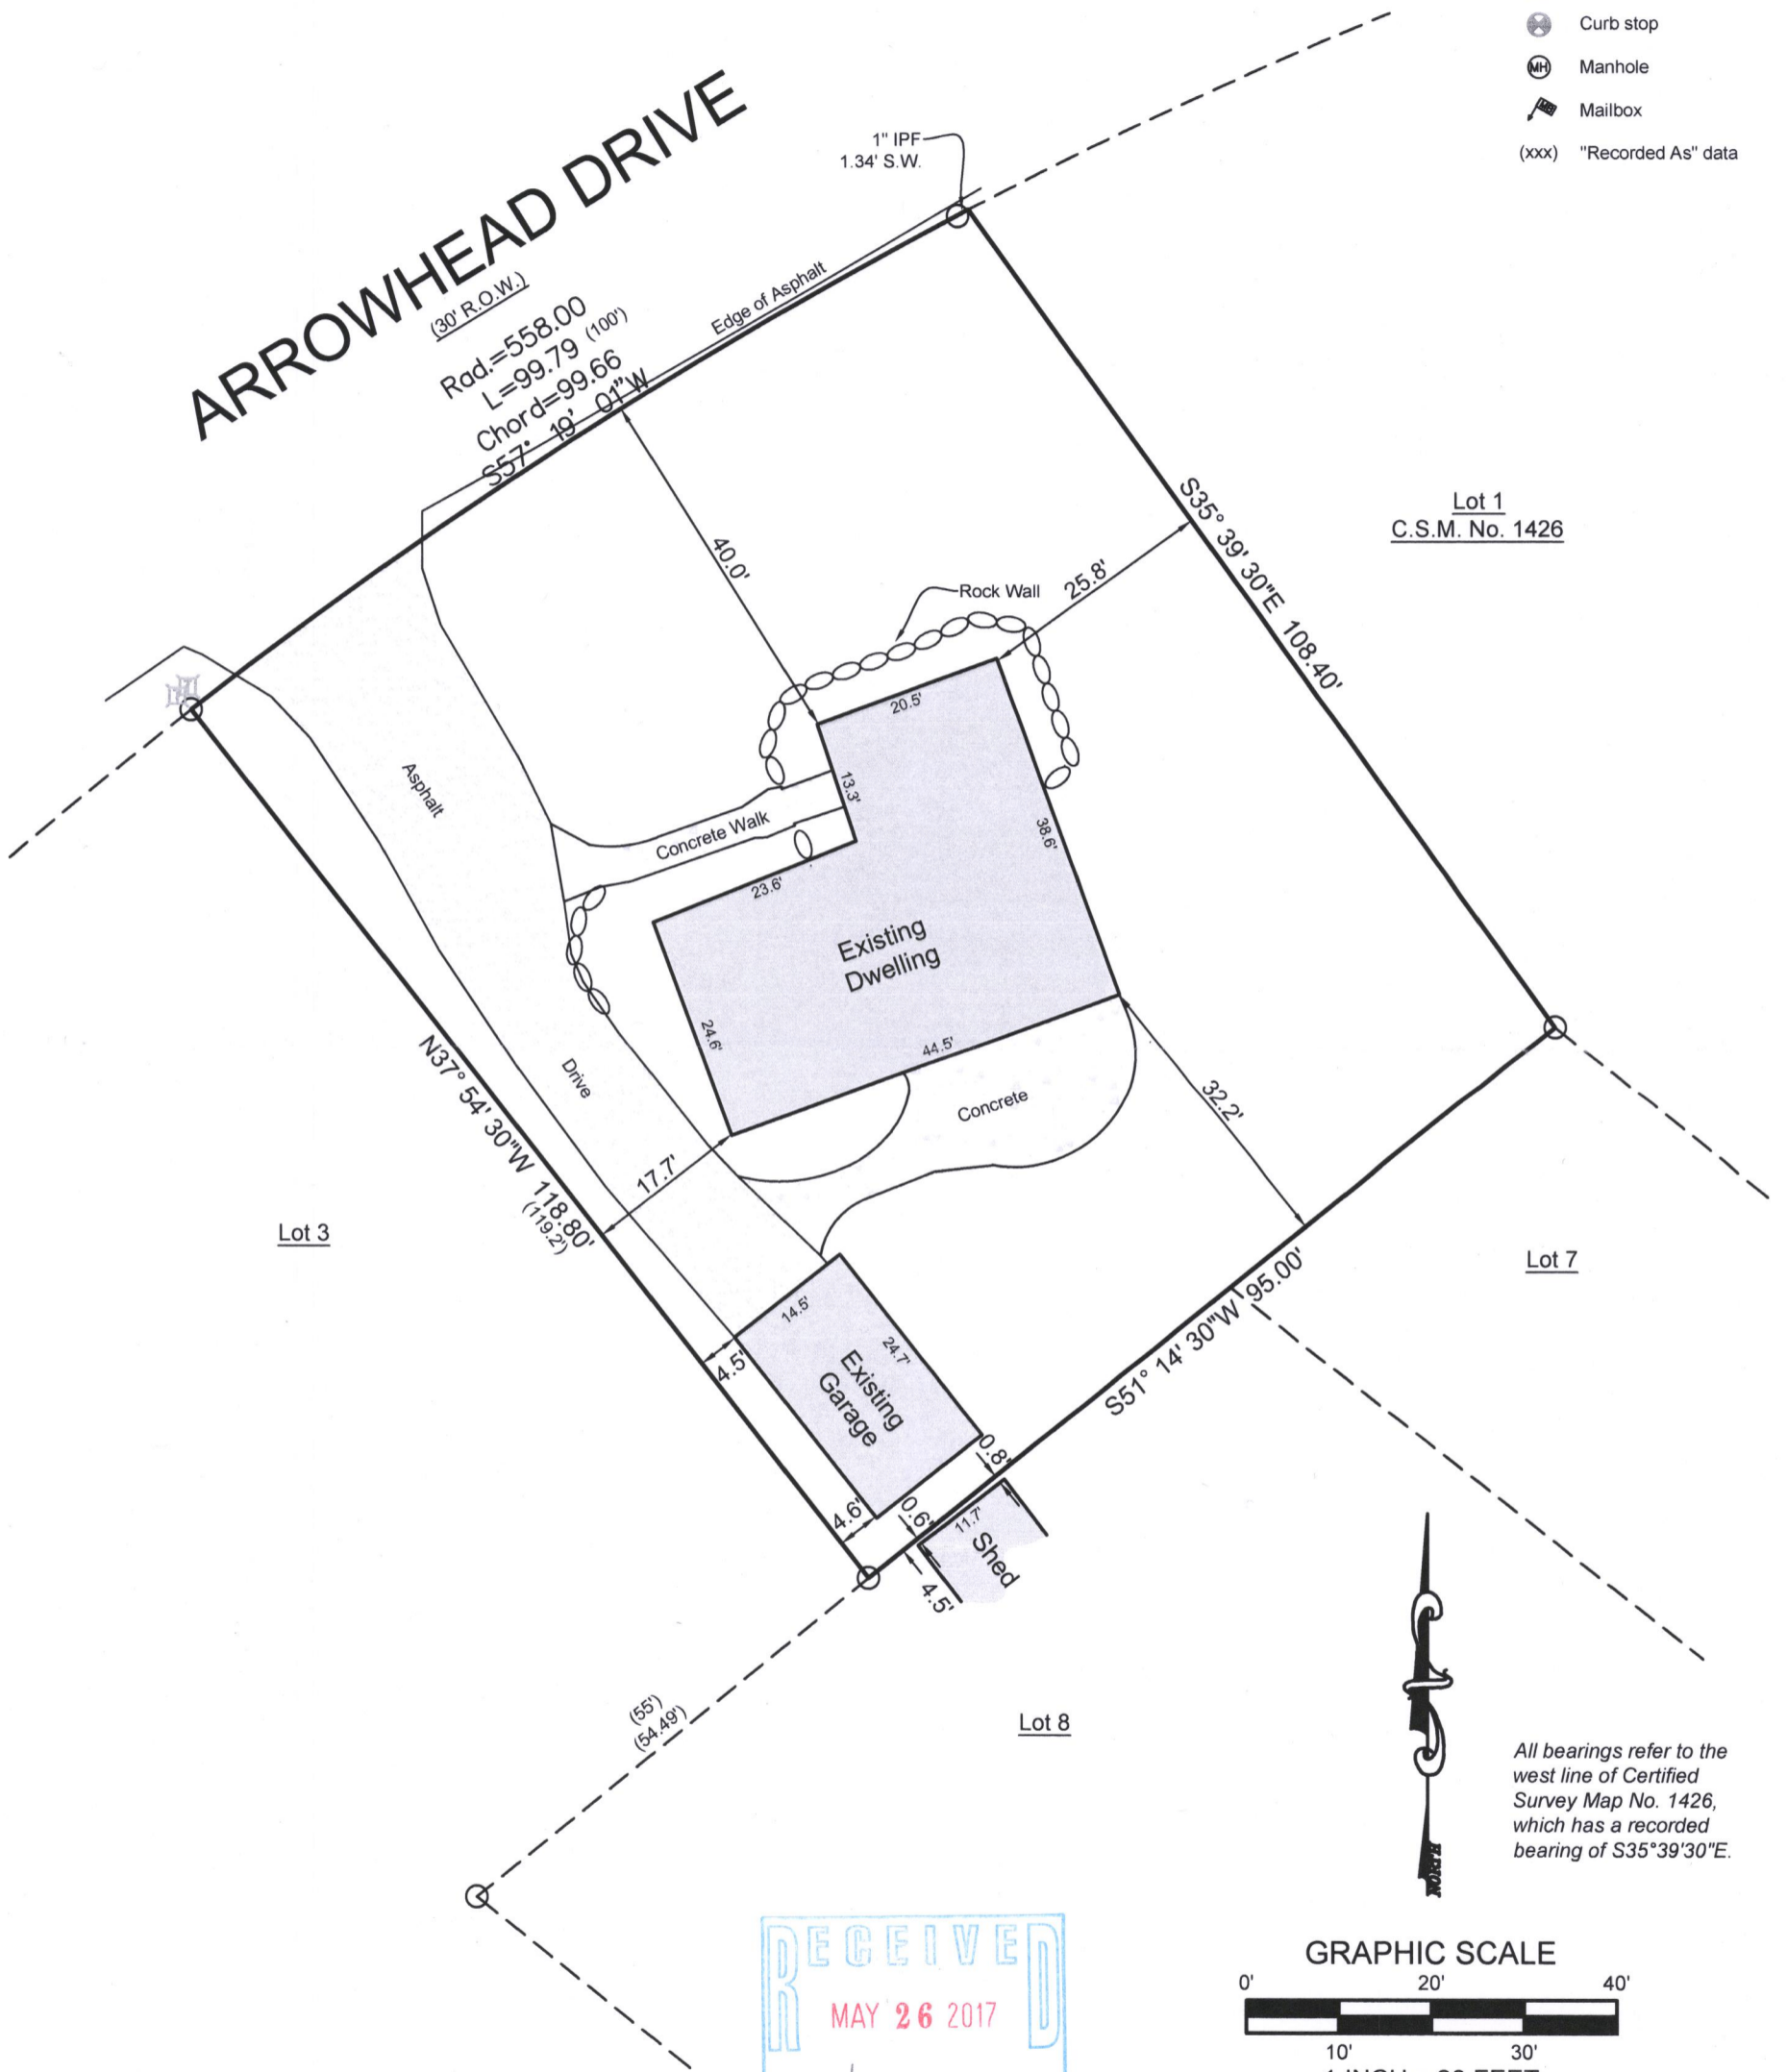 Curb stop
MH Manhole
MB Mailbox
(xxx) "Recorded As" data
1" IPF
1.34' S.W.
ARROWHEAD DRIVE
(30' R.O.W.)
Rad.=558.00
L=99.79 (100')
Chord=99.66
S57° 19' 01"W
Edge of Asphalt
Lot 1
C.S.M. No. 1426
S35° 39' 30"E 108.40'
40.0'
25.8'
Rock Wall
20.5'
13.3'
38.6'
Asphalt
Concrete Walk
23.6'
Existing
Dwelling
24.6'
44.5'
Drive
Concrete
32.2'
N37° 54' 30"W 118.80'
(119.2')
17.7'
Lot 3
Lot 7
S51° 14' 30"W 95.00'
14.5'
24.7'
4.5'
Existing
Garage
0.8'
4.6'
0.6'
11.7'
Shed
4.5'
(55')
(54.49')
Lot 8
NORTH
All bearings refer to the
west line of Certified
Survey Map No. 1426,
which has a recorded
bearing of S35°39'30"E.
RECEIVED
MAY 26 2017
GRAPHIC SCALE
0' 20' 40'
10' 30'